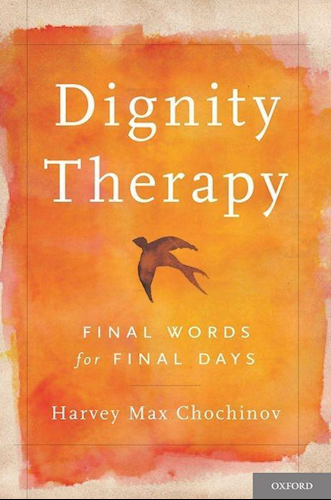 Dignity
Therapy
FINAL WORDS
for FINAL DAYS
Harvey Max Chochinov
OXFORD